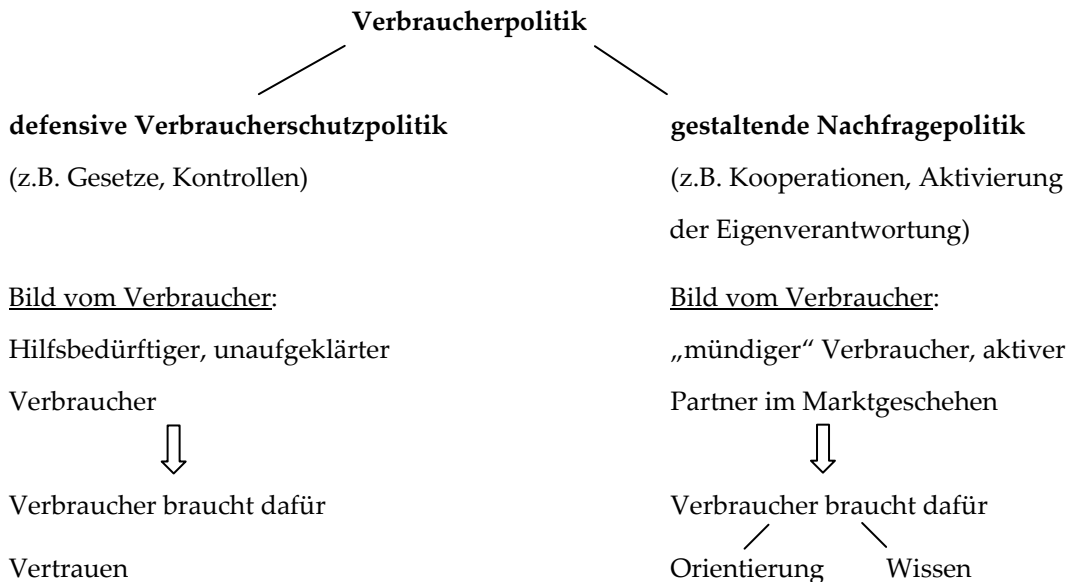 Verbraucherpolitik
defensive Verbraucherschutzpolitik
(z.B. Gesetze, Kontrollen)
Bild vom Verbraucher:
Hilfsbedürftiger, unaufgeklärter
Verbraucher
Verbraucher braucht dafür
Vertrauen
gestaltende Nachfragepolitik
(z.B. Kooperationen, Aktivierung
der Eigenverantwortung)
Bild vom Verbraucher:
„mündiger“ Verbraucher, aktiver
Partner im Marktgeschehen
Verbraucher braucht dafür
Orientierung Wissen